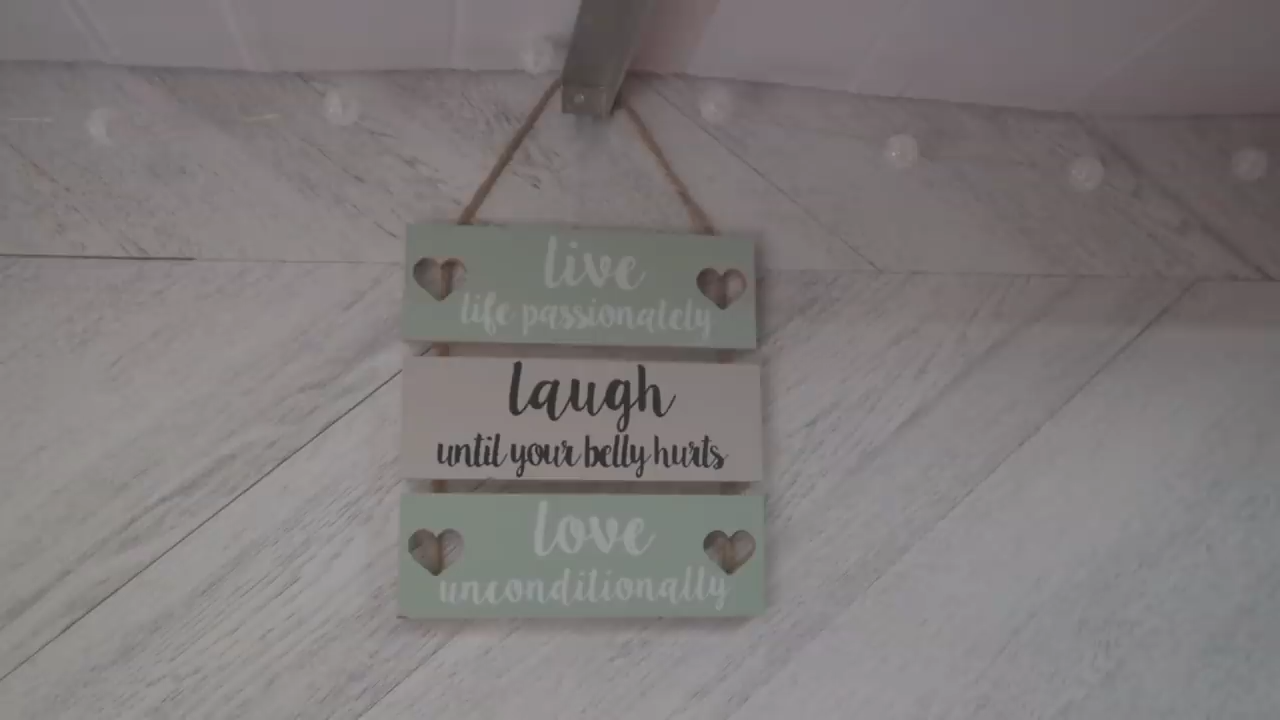 live
life passionately
laugh
until your belly hurts
love
unconditionally